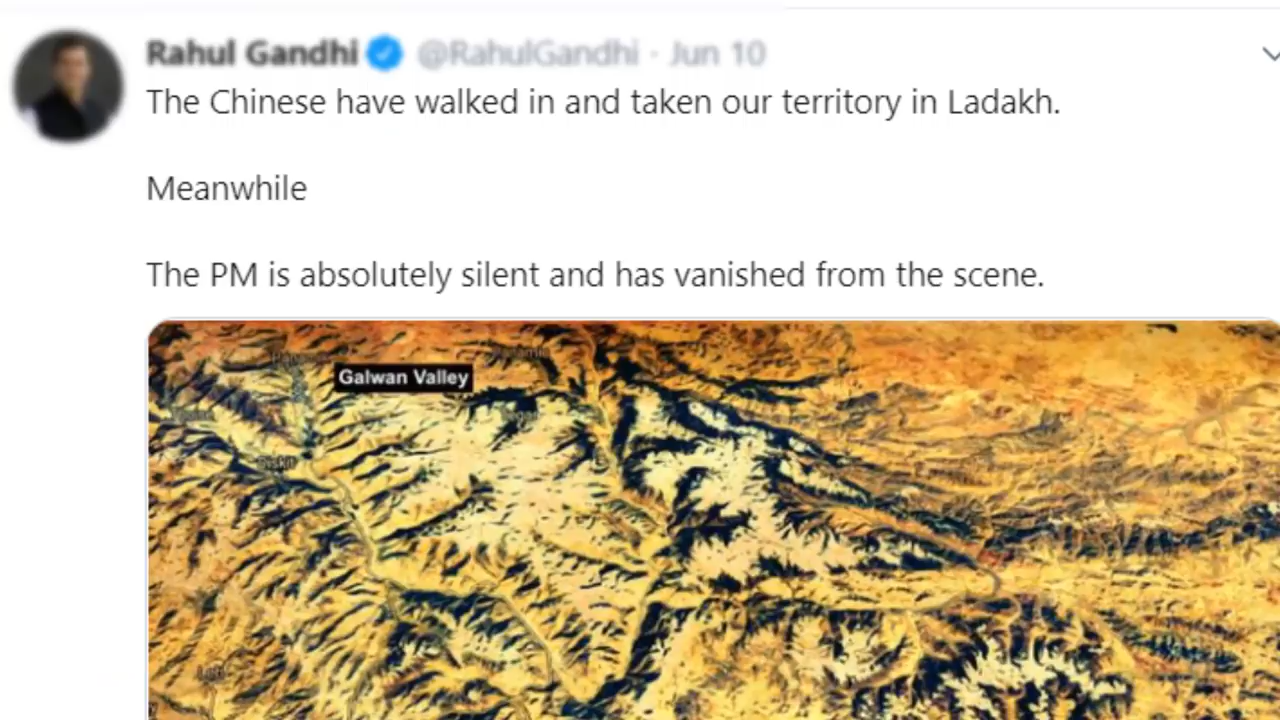 Rahul Gandhi @RahulGandhi · Jun 10
The Chinese have walked in and taken our territory in Ladakh.
Meanwhile
The PM is absolutely silent and has vanished from the scene.
Galwan Valley